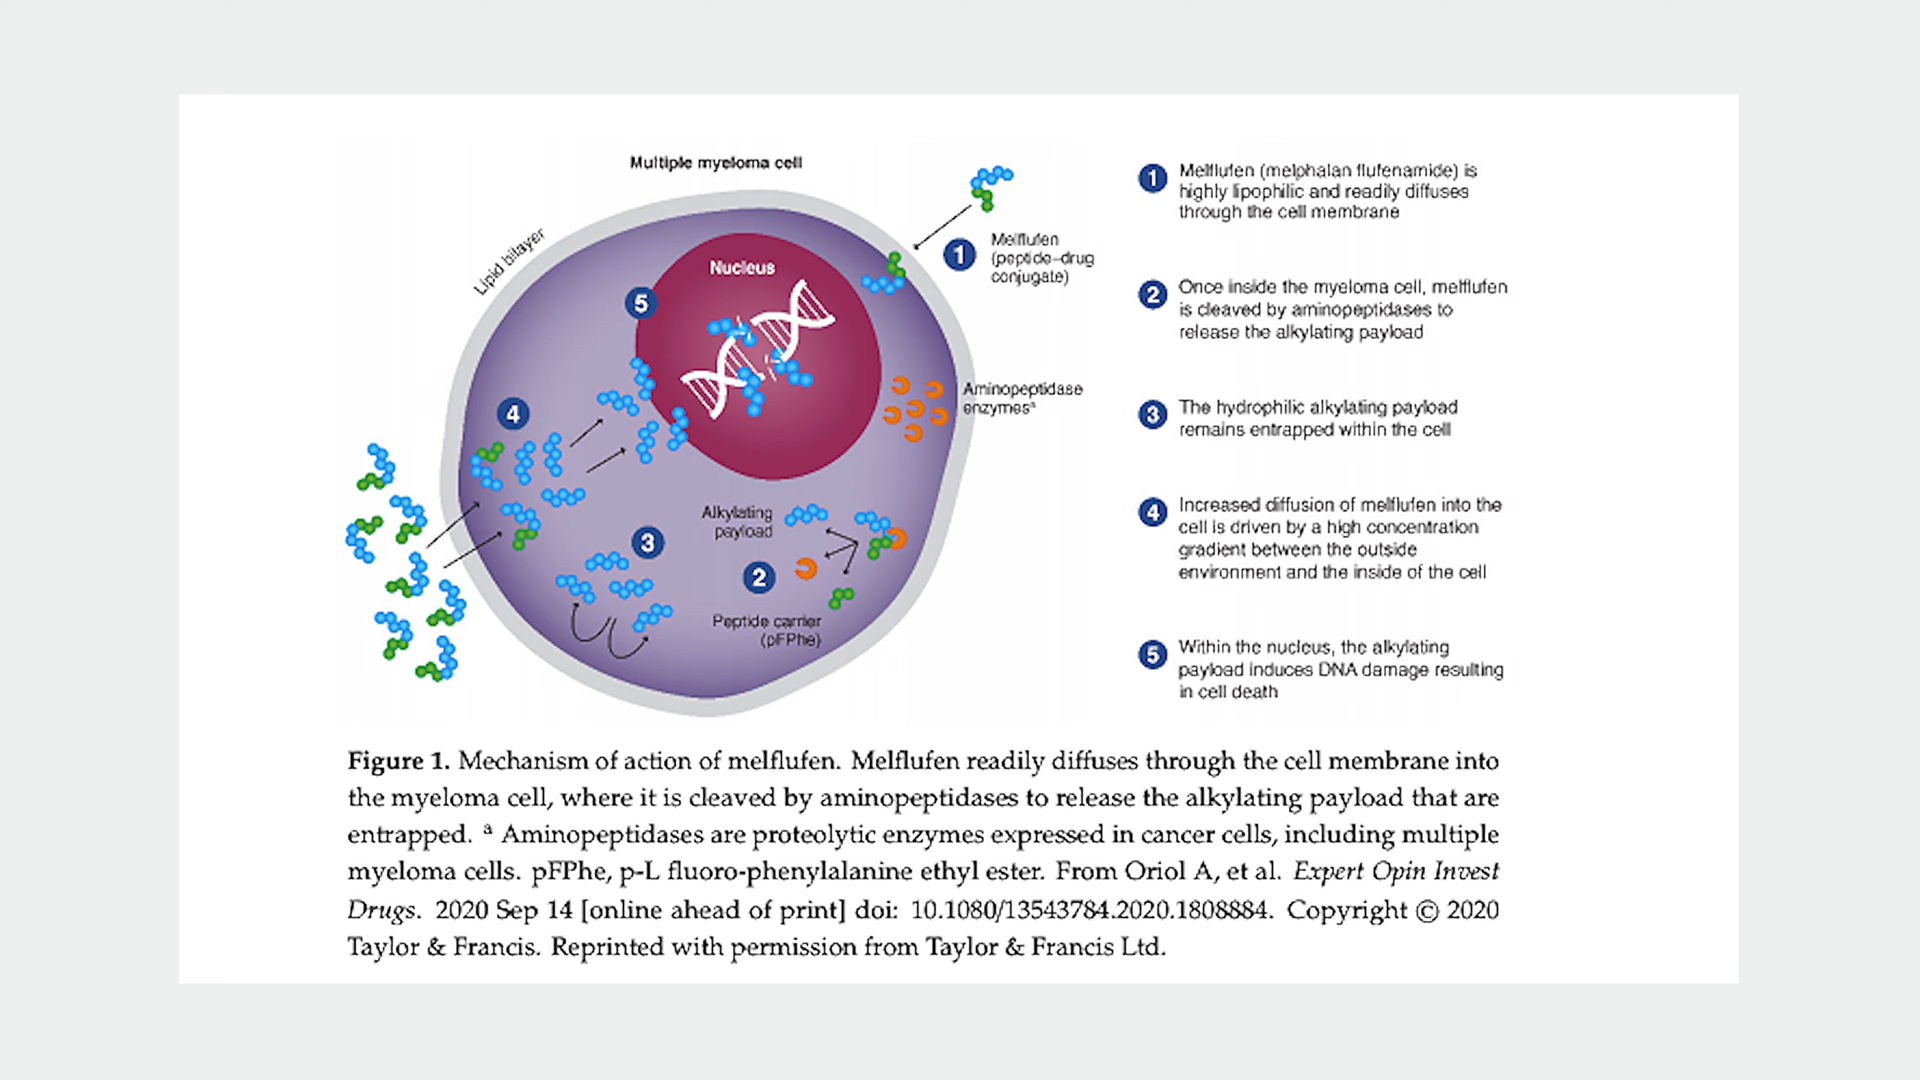 Multiple myeloma cell
Lipid bilayer
Nucleus
5
1
Melflufen
(peptide–drug
conjugate)
Aminopeptidase
enzymesᵃ
4
3
Alkylating
payload
2
Peptide carrier
(pFPhe)
1 Melflufen (melphalan flufenamide) is
highly lipophilic and readily diffuses
through the cell membrane
2 Once inside the myeloma cell, melflufen
is cleaved by aminopeptidases to
release the alkylating payload
3 The hydrophilic alkylating payload
remains entrapped within the cell
4 Increased diffusion of melflufen into the
cell is driven by a high concentration
gradient between the outside
environment and the inside of the cell
5 Within the nucleus, the alkylating
payload induces DNA damage resulting
in cell death
Figure 1. Mechanism of action of melflufen. Melflufen readily diffuses through the cell membrane into
the myeloma cell, where it is cleaved by aminopeptidases to release the alkylating payload that are
entrapped. ᵃ Aminopeptidases are proteolytic enzymes expressed in cancer cells, including multiple
myeloma cells. pFPhe, p-L fluoro-phenylalanine ethyl ester. From Oriol A, et al. Expert Opin Invest
Drugs. 2020 Sep 14 [online ahead of print] doi: 10.1080/13543784.2020.1808884. Copyright © 2020
Taylor & Francis. Reprinted with permission from Taylor & Francis Ltd.